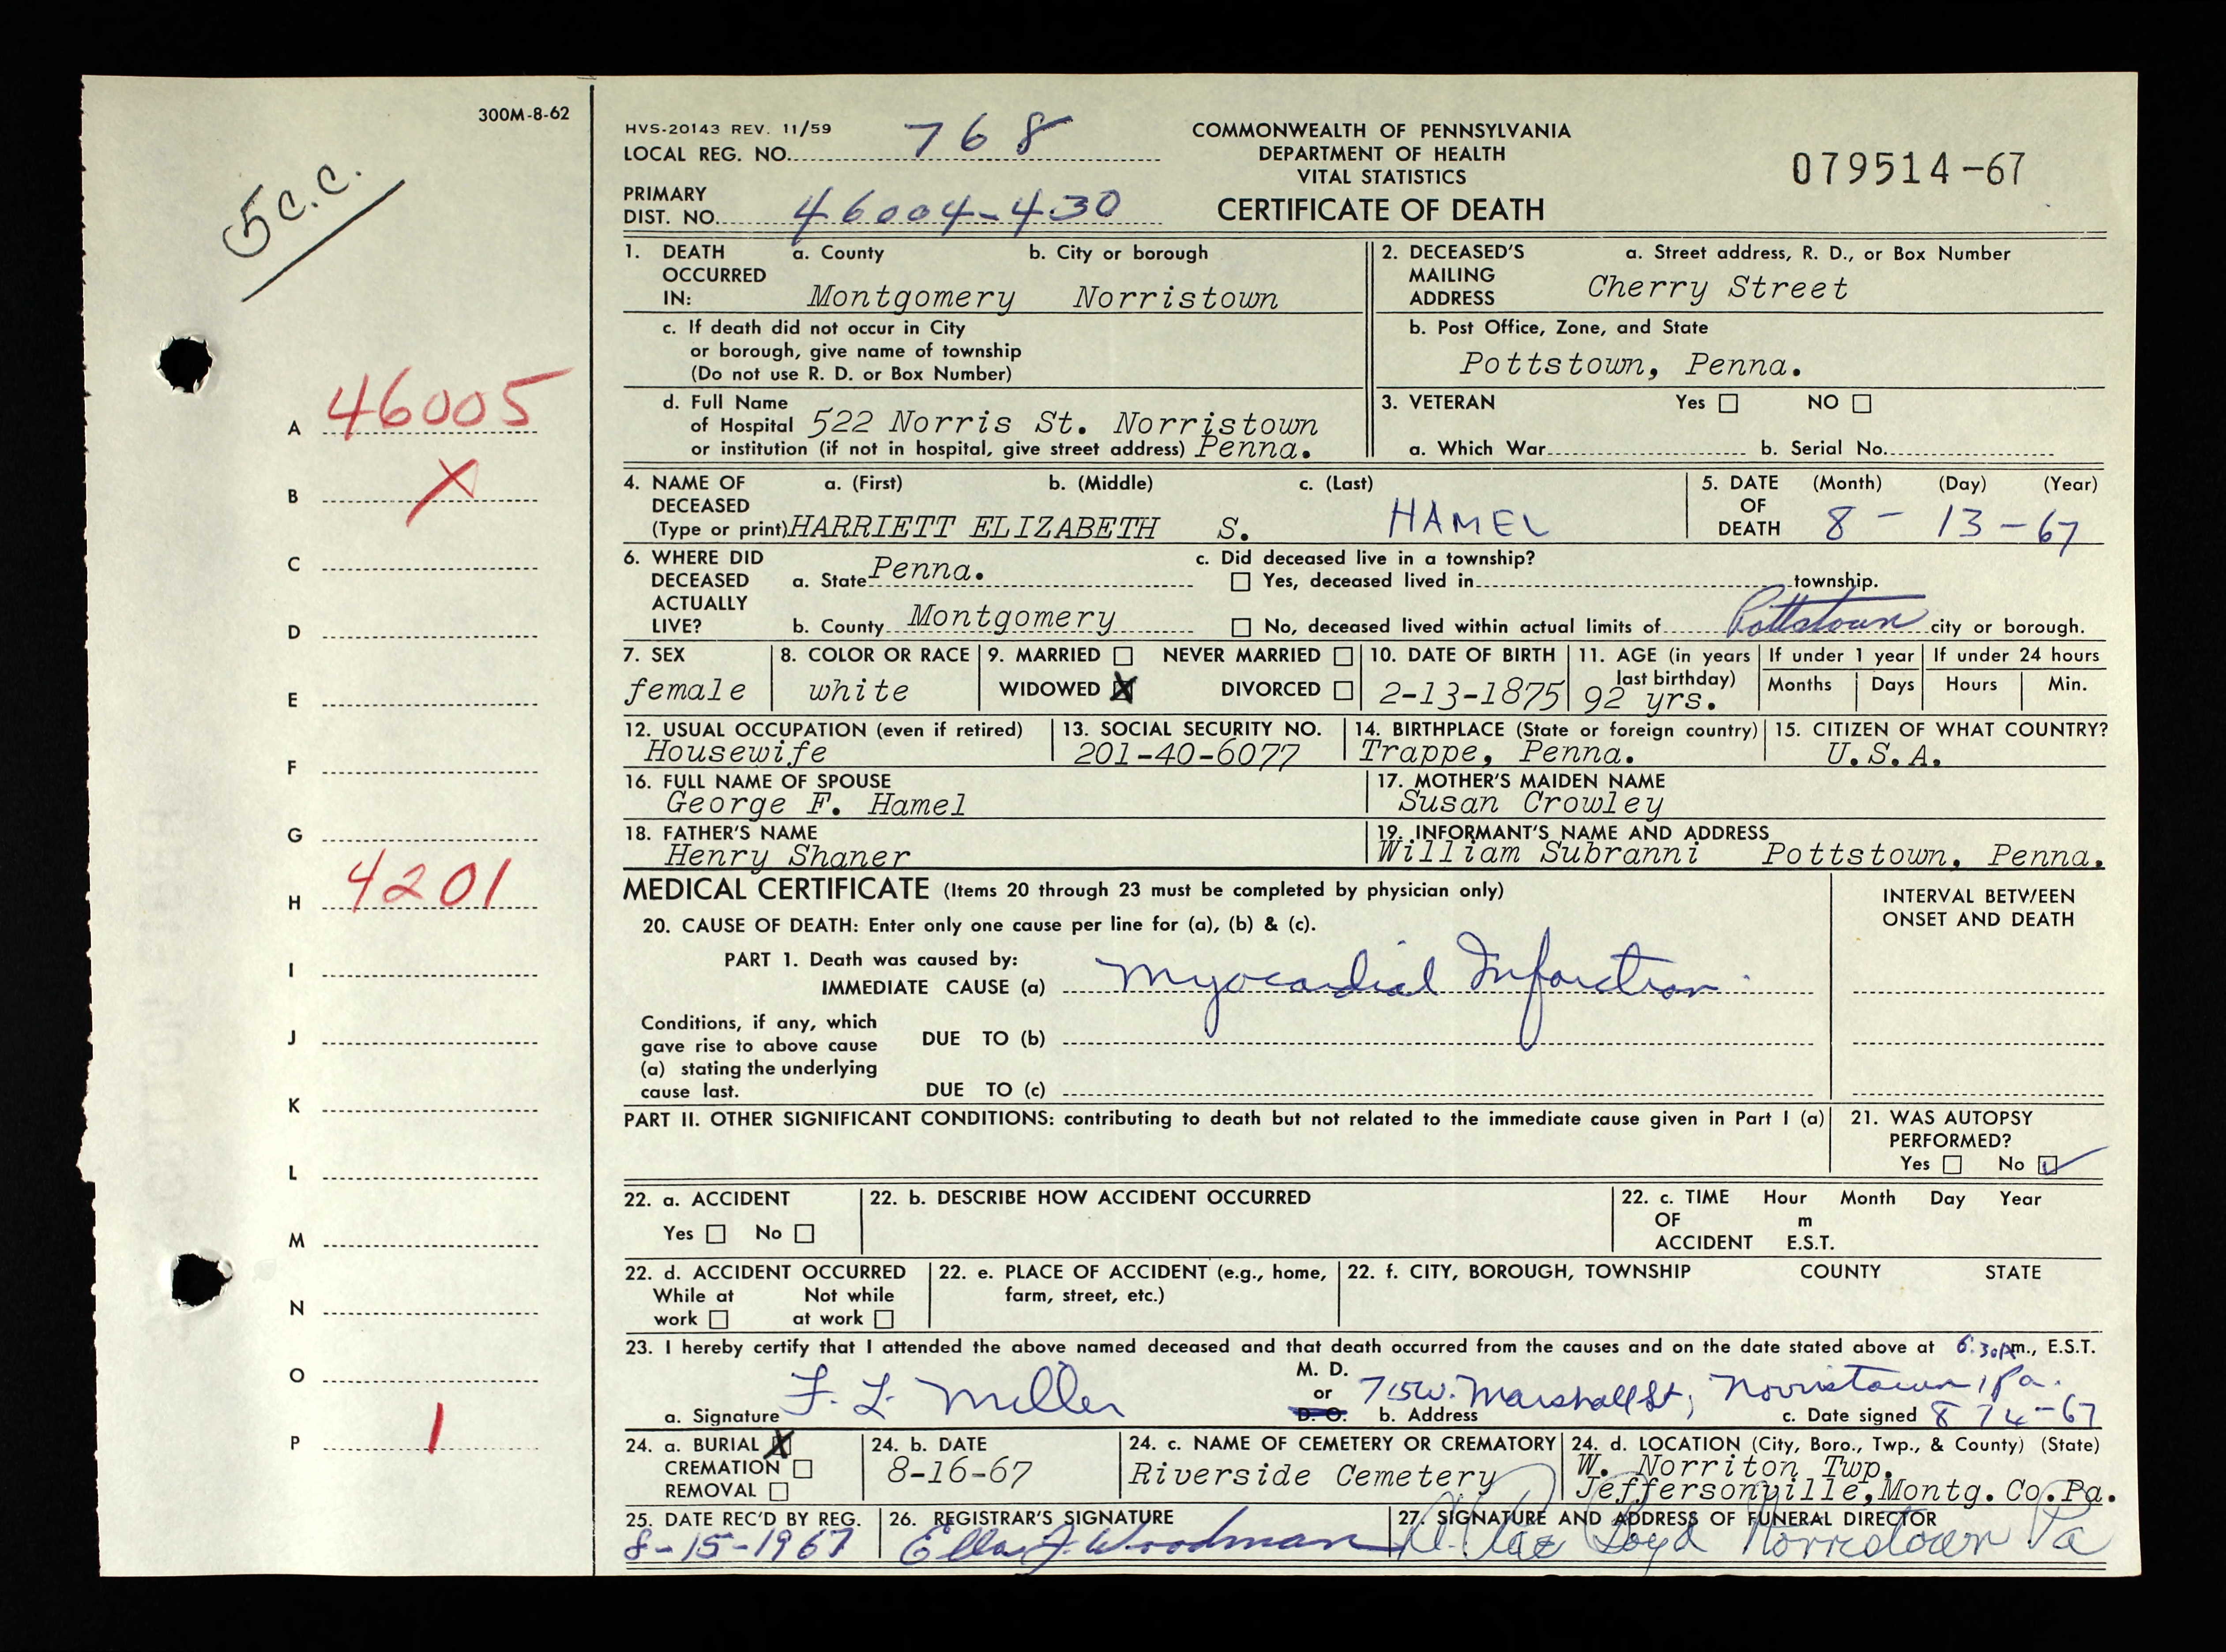 300M-8-62
5 c.c.
A 46005
B X
C
D
E
F
G
H 4201
I
J
K
L
M
N
O
P 1
HVS-20143 REV. 11/59
LOCAL REG. NO. 768
PRIMARY
DIST. NO. 46004-430
COMMONWEALTH OF PENNSYLVANIA
DEPARTMENT OF HEALTH
VITAL STATISTICS
CERTIFICATE OF DEATH
079514-67
1. DEATH OCCURRED IN: a. County b. City or borough
Montgomery Norristown
2. DECEASED'S MAILING ADDRESS a. Street address, R. D., or Box Number
Cherry Street
c. If death did not occur in City
or borough, give name of township
(Do not use R. D. or Box Number)
b. Post Office, Zone, and State
Pottstown, Penna.
d. Full Name
of Hospital 522 Norris St. Norristown
or institution (if not in hospital, give street address) Penna.
3. VETERAN Yes NO
a. Which War b. Serial No.
4. NAME OF DECEASED a. (First) b. (Middle) c. (Last)
(Type or print) HARRIETT ELIZABETH S. HAMEL
5. DATE OF DEATH (Month) (Day) (Year)
8 - 13 - 67
6. WHERE DID DECEASED ACTUALLY LIVE?
a. State Penna.
b. County Montgomery
c. Did deceased live in a township?
Yes, deceased lived in township.
No, deceased lived within actual limits of Pottstown city or borough.
7. SEX
female
8. COLOR OR RACE
white
9. MARRIED NEVER MARRIED
WIDOWED X DIVORCED
10. DATE OF BIRTH
2-13-1875
11. AGE (in years last birthday)
92 yrs.
If under 1 year
Months Days
If under 24 hours
Hours Min.
12. USUAL OCCUPATION (even if retired)
Housewife
13. SOCIAL SECURITY NO.
201-40-6077
14. BIRTHPLACE (State or foreign country)
Trappe, Penna.
15. CITIZEN OF WHAT COUNTRY?
U.S.A.
16. FULL NAME OF SPOUSE
George F. Hamel
17. MOTHER'S MAIDEN NAME
Susan Crowley
18. FATHER'S NAME
Henry Shaner
19. INFORMANT'S NAME AND ADDRESS
William Subranni Pottstown, Penna.
MEDICAL CERTIFICATE (Items 20 through 23 must be completed by physician only)
INTERVAL BETWEEN
ONSET AND DEATH
20. CAUSE OF DEATH: Enter only one cause per line for (a), (b) & (c).
PART 1. Death was caused by:
IMMEDIATE CAUSE (a) Myocardial Infarction
Conditions, if any, which
gave rise to above cause
(a) stating the underlying
cause last.
DUE TO (b)
DUE TO (c)
PART II. OTHER SIGNIFICANT CONDITIONS: contributing to death but not related to the immediate cause given in Part I (a)
21. WAS AUTOPSY
PERFORMED?
Yes No ✓
22. a. ACCIDENT
Yes No
22. b. DESCRIBE HOW ACCIDENT OCCURRED
22. c. TIME OF ACCIDENT Hour Month Day Year
m
E.S.T.
22. d. ACCIDENT OCCURRED
While at work Not while at work
22. e. PLACE OF ACCIDENT (e.g., home,
farm, street, etc.)
22. f. CITY, BOROUGH, TOWNSHIP COUNTY STATE
23. I hereby certify that I attended the above named deceased and that death occurred from the causes and on the date stated above at 6:30 P m., E.S.T.
a. Signature F. L. Miller
M. D.
or
D. O.
b. Address 715 W. Marshall St, Norristown, Pa.
c. Date signed 8 14-67
24. a. BURIAL X
CREMATION
REMOVAL
24. b. DATE
8-16-67
24. c. NAME OF CEMETERY OR CREMATORY
Riverside Cemetery
24. d. LOCATION (City, Boro., Twp., & County) (State)
W. Norriton Twp.
Jeffersonville, Montg. Co. Pa.
25. DATE REC'D BY REG.
8-15-1967
26. REGISTRAR'S SIGNATURE
Ella J. Woodman
27. SIGNATURE AND ADDRESS OF FUNERAL DIRECTOR
Boyd Norristown Pa